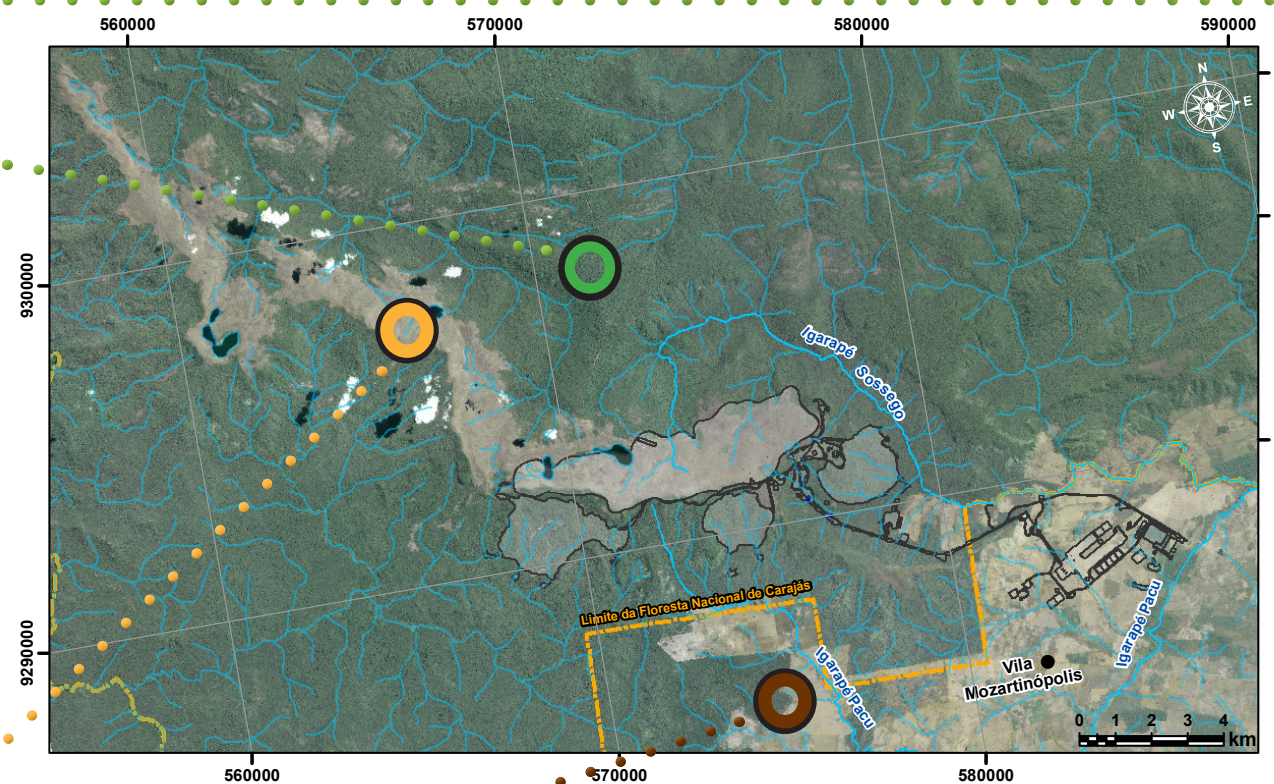 560000
570000
580000
590000
N
W
E
S
9300000
Igarapé
Sossego
Limite da Floresta Nacional de Carajás
Igarapé Pacu
9290000
Igarapé Pacu
Vila
Mozartinópolis
0 1 2 3 4
km
560000
570000
580000